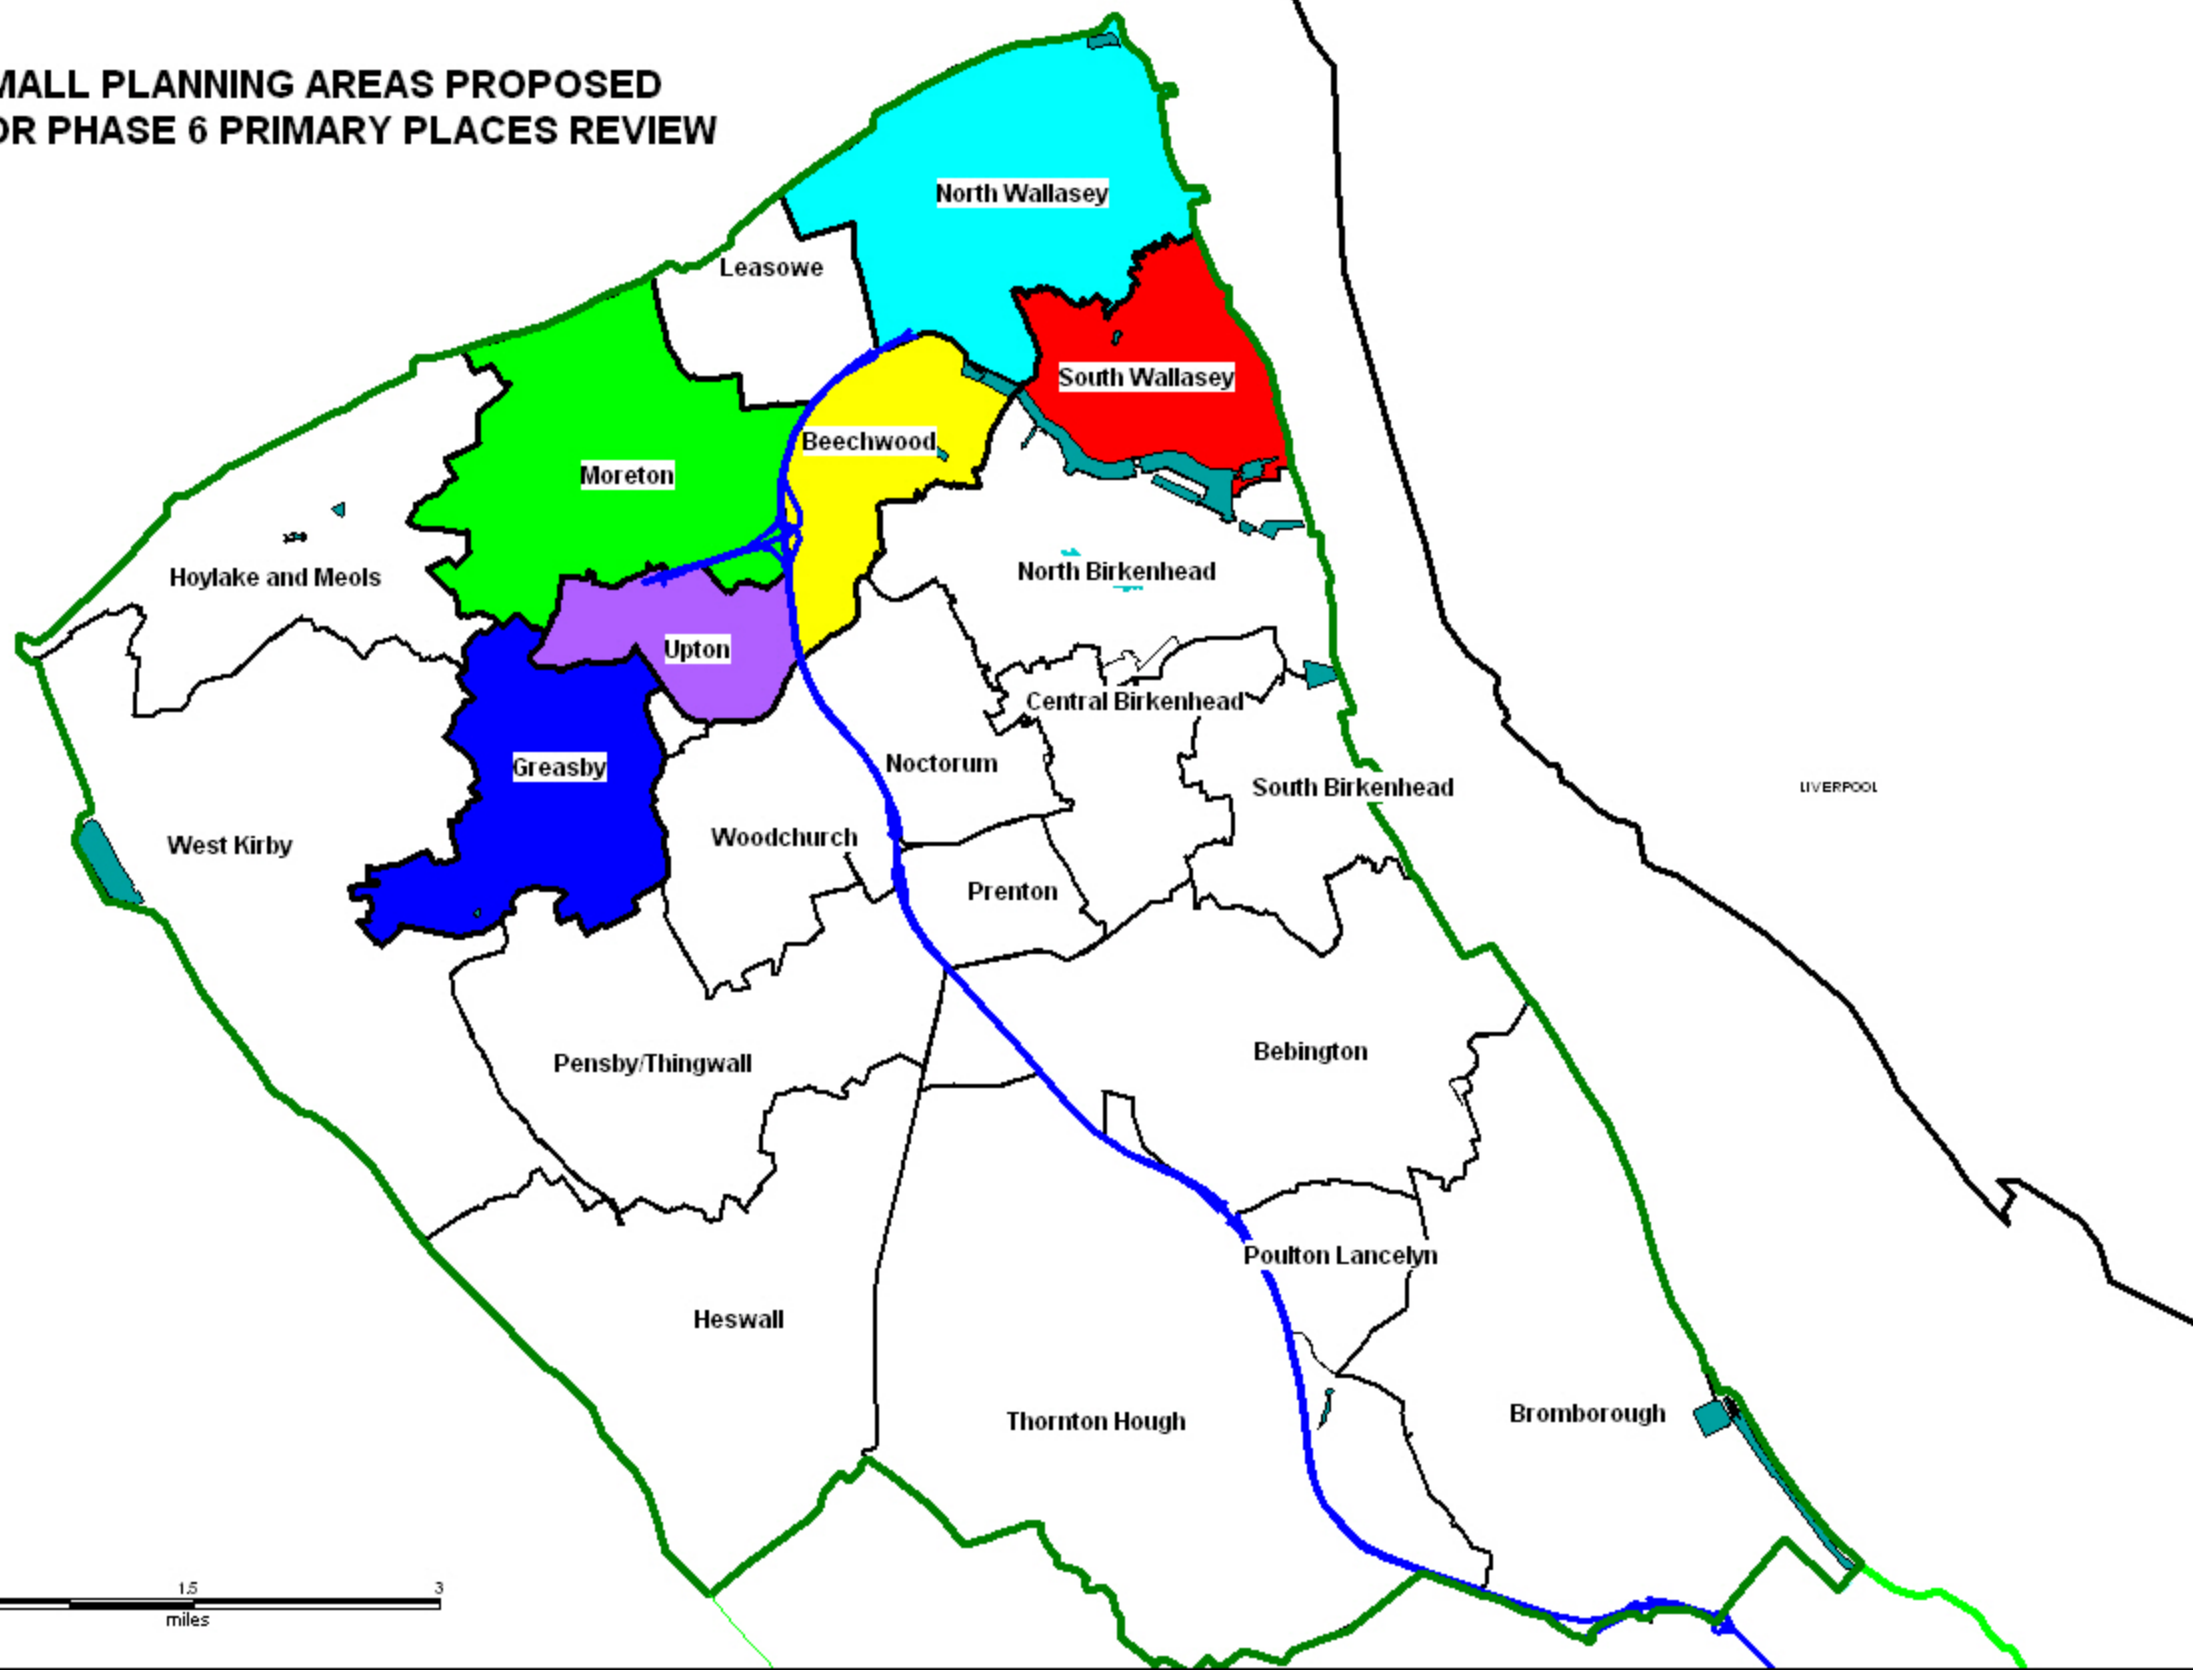 MALL PLANNING AREAS PROPOSED
OR PHASE 6 PRIMARY PLACES REVIEW
North Wallasey
Leasowe
South Wallasey
Beechwood
Moreton
Hoylake and Meols
North Birkenhead
Upton
Central Birkenhead
Greasby
Noctorum
South Birkenhead
LIVERPOOL
West Kirby
Woodchurch
Prenton
Pensby/Thingwall
Bebington
Poulton Lancelyn
Heswall
Thornton Hough
Bromborough
1.5 3
miles